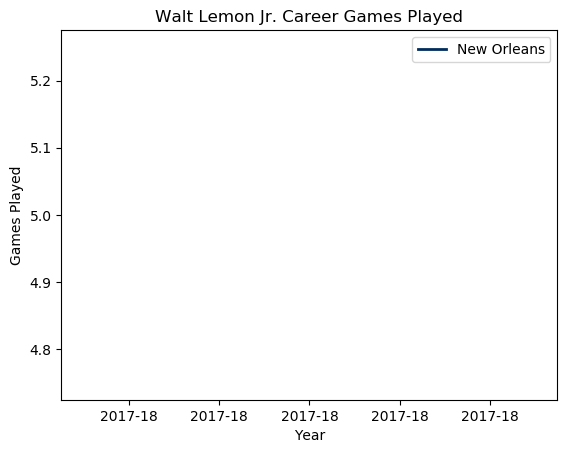 Walt Lemon Jr. Career Games Played
New Orleans
5.2
5.1
5.0
4.9
4.8
Games Played
2017-18 2017-18 2017-18 2017-18 2017-18
Year